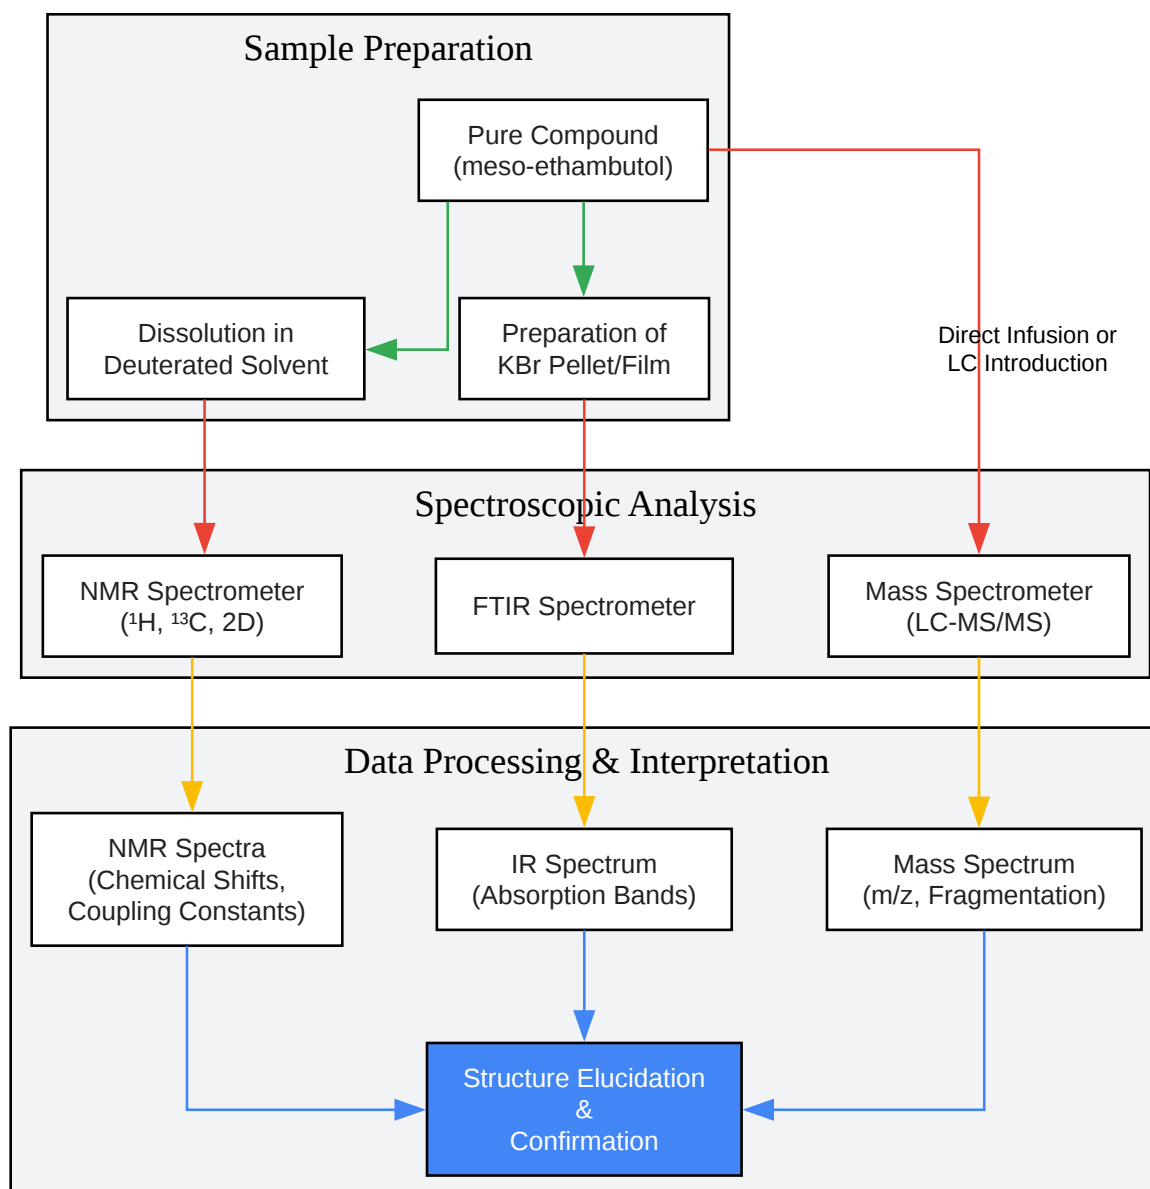 Sample Preparation
Pure Compound
(meso-ethambutol)
Dissolution in
Deuterated Solvent
Preparation of
KBr Pellet/Film
Direct Infusion or
LC Introduction
Spectroscopic Analysis
NMR Spectrometer
(¹H, ¹³C, 2D)
FTIR Spectrometer
Mass Spectrometer
(LC-MS/MS)
Data Processing & Interpretation
NMR Spectra
(Chemical Shifts,
Coupling Constants)
IR Spectrum
(Absorption Bands)
Mass Spectrum
(m/z, Fragmentation)
Structure Elucidation
&
Confirmation